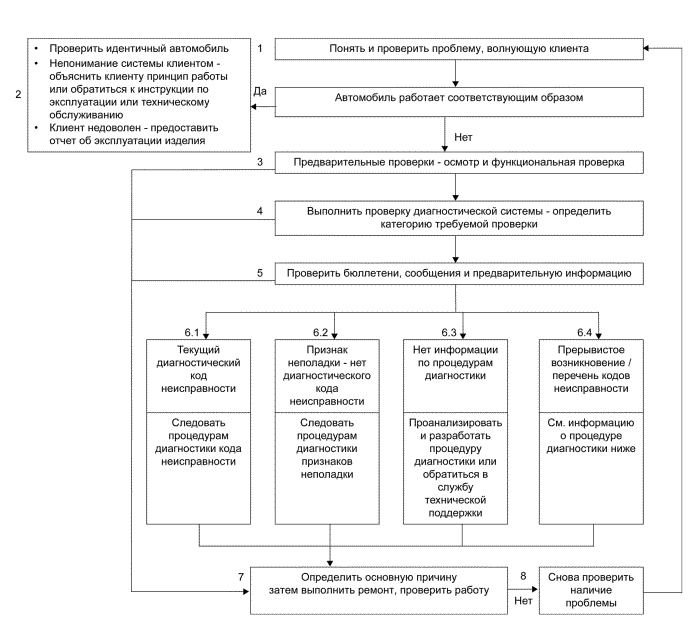 • Проверить идентичный автомобиль
• Непонимание системы клиентом -
объяснить клиенту принцип работы
или обратиться к инструкции по
эксплуатации или техническому
обслуживанию
• Клиент недоволен - предоставить
отчет об эксплуатации изделия
2
1
Понять и проверить проблему, волнующую клиента
Да
Автомобиль работает соответствующим образом
Нет
3
Предварительные проверки - осмотр и функциональная проверка
4
Выполнить проверку диагностической системы - определить
категорию требуемой проверки
5
Проверить бюллетени, сообщения и предварительную информацию
6.1
Текущий
диагностический
код
неисправности
Следовать
процедурам
диагностики кода
неисправности
6.2
Признак
неполадки - нет
диагностического
кода
неисправности
Следовать
процедурам
диагностики
признаков
неполадки
6.3
Нет информации
по процедурам
диагностики
Проанализировать
и разработать
процедуру
диагностики или
обратиться в
службу
технической
поддержки
6.4
Прерывистое
возникновение /
перечень кодов
неисправности
См. информацию
о процедуре
диагностики ниже
7
Определить основную причину
затем выполнить ремонт, проверить работу
8
Нет
Снова проверить
наличие
проблемы